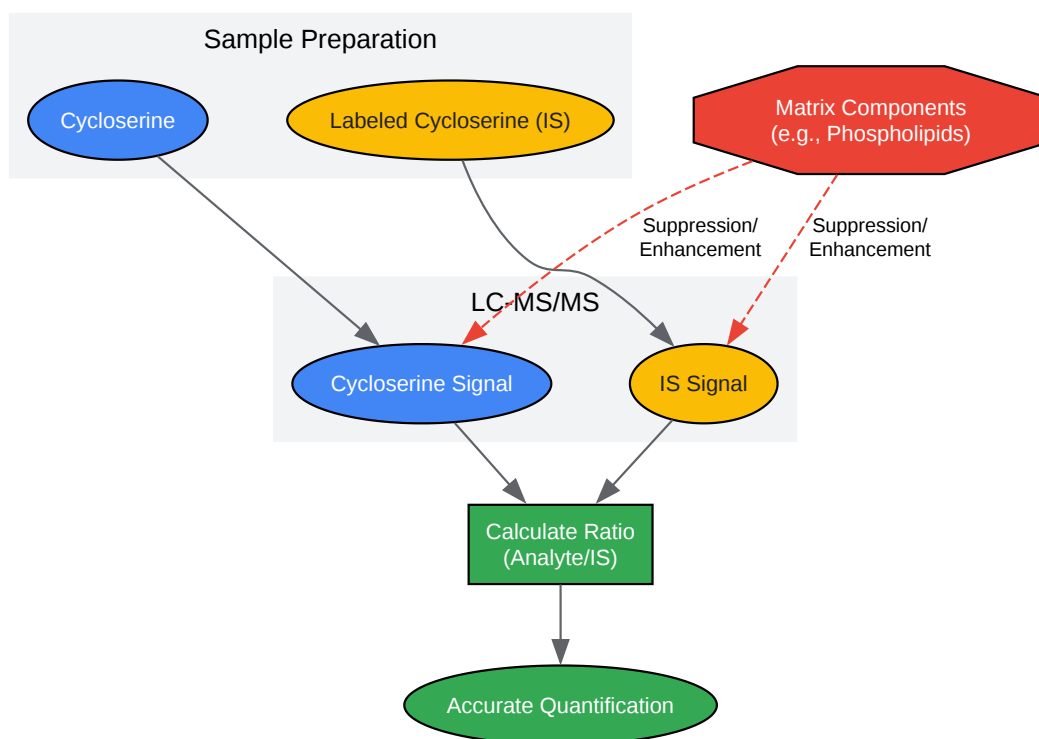 Sample Preparation
Cycloserine
Labeled Cycloserine (IS)
Matrix Components
(e.g., Phospholipids)
Suppression/
Enhancement
Suppression/
Enhancement
LC-MS/MS
Cycloserine Signal
IS Signal
Calculate Ratio
(Analyte/IS)
Accurate Quantification